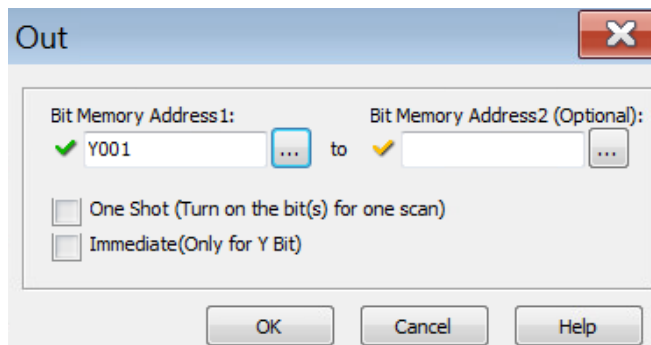 Out
Bit Memory Address1: Bit Memory Address2 (Optional):
Y001 ... to ...
One Shot (Turn on the bit(s) for one scan)
Immediate(Only for Y Bit)
OK Cancel Help